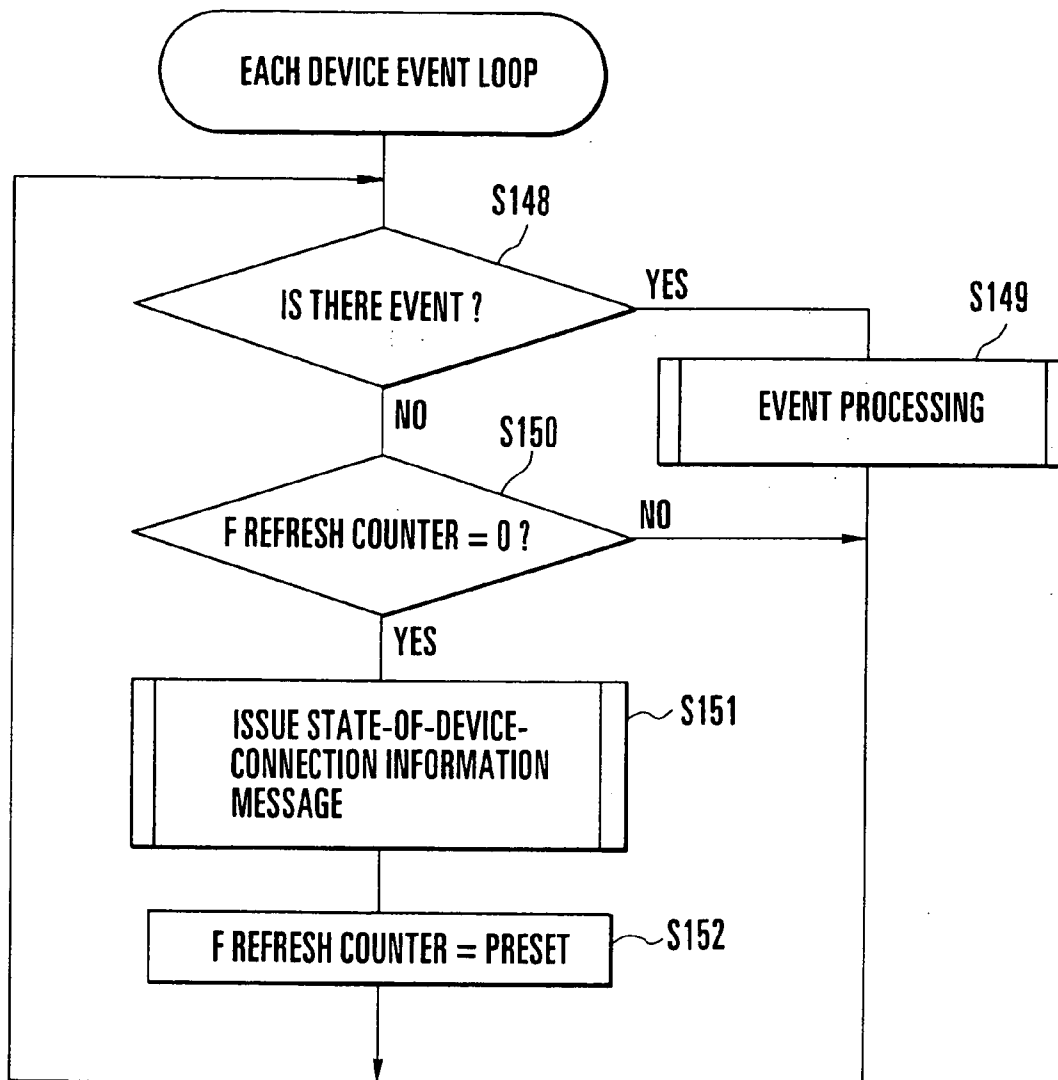 EACH DEVICE EVENT LOOP
S148
IS THERE EVENT ?
YES
S149
EVENT PROCESSING
NO
S150
F REFRESH COUNTER = 0 ?
NO
YES
S151
ISSUE STATE-OF-DEVICE-
CONNECTION INFORMATION
MESSAGE
F REFRESH COUNTER = PRESET
S152